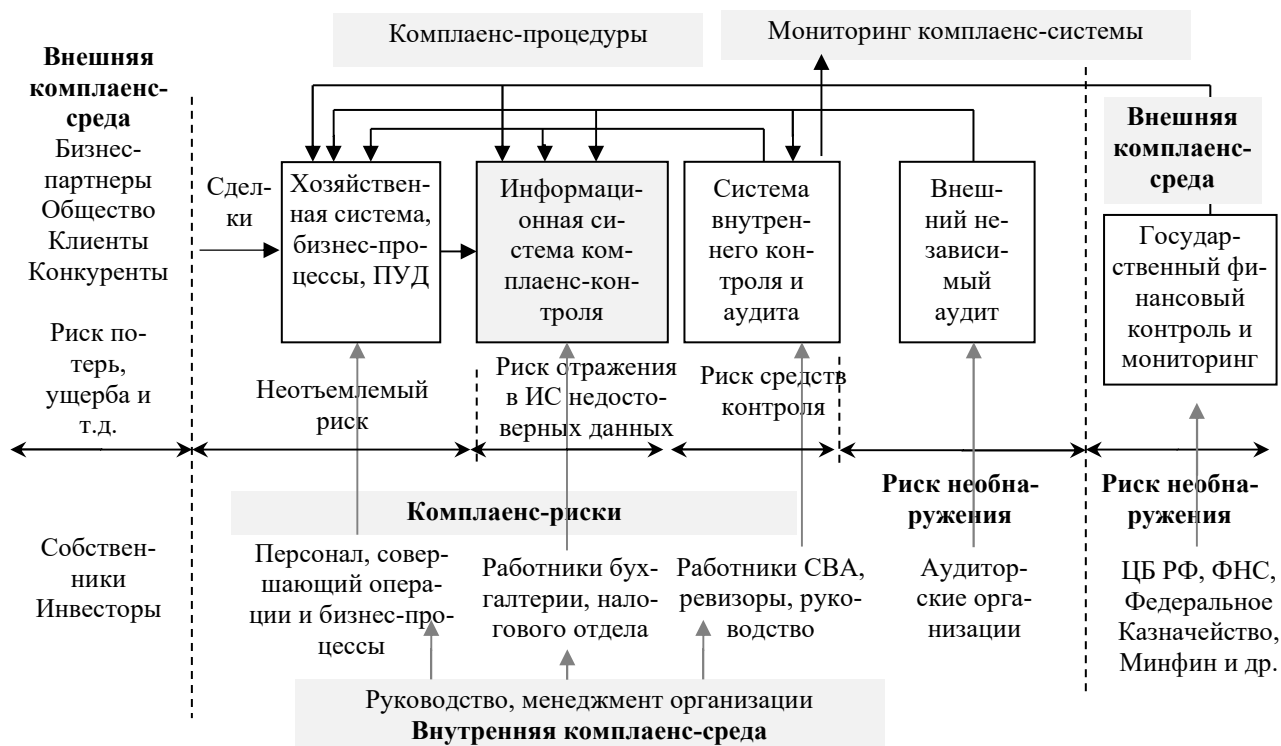 Комплаенс-процедуры
Мониторинг комплаенс-системы
Внешняя
комплаенс-
среда
Бизнес-
партнеры
Общество
Клиенты
Конкуренты
Риск по-
терь,
ущерба и
т.д.
Собствен-
ники
Инвесторы
Сдел-
ки
Хозяйствен-
ная система,
бизнес-про-
цессы, ПУД
Информаци-
онная си-
стема ком-
плаенс-кон-
троля
Система
внутрен-
него кон-
троля и
аудита
Внеш-
ний не-
зависи-
мый
аудит
Внешняя
комплаенс-
среда
Государ-
ственный фи-
нансовый
контроль и
мониторинг
Неотъемлемый
риск
Риск отражения
в ИС недосто-
верных данных
Риск средств
контроля
Риск необна-
ружения
Риск необна-
ружения
Комплаенс-риски
Персонал, совер-
шающий опера-
ции и бизнес-про-
цессы
Работники бух-
галтерии, нало-
гового отдела
Работники СВА,
ревизоры, руко-
водство
Аудитор-
ские орга-
низации
ЦБ РФ, ФНС,
Федеральное
Казначейство,
Минфин и др.
Руководство, менеджмент организации
Внутренняя комплаенс-среда